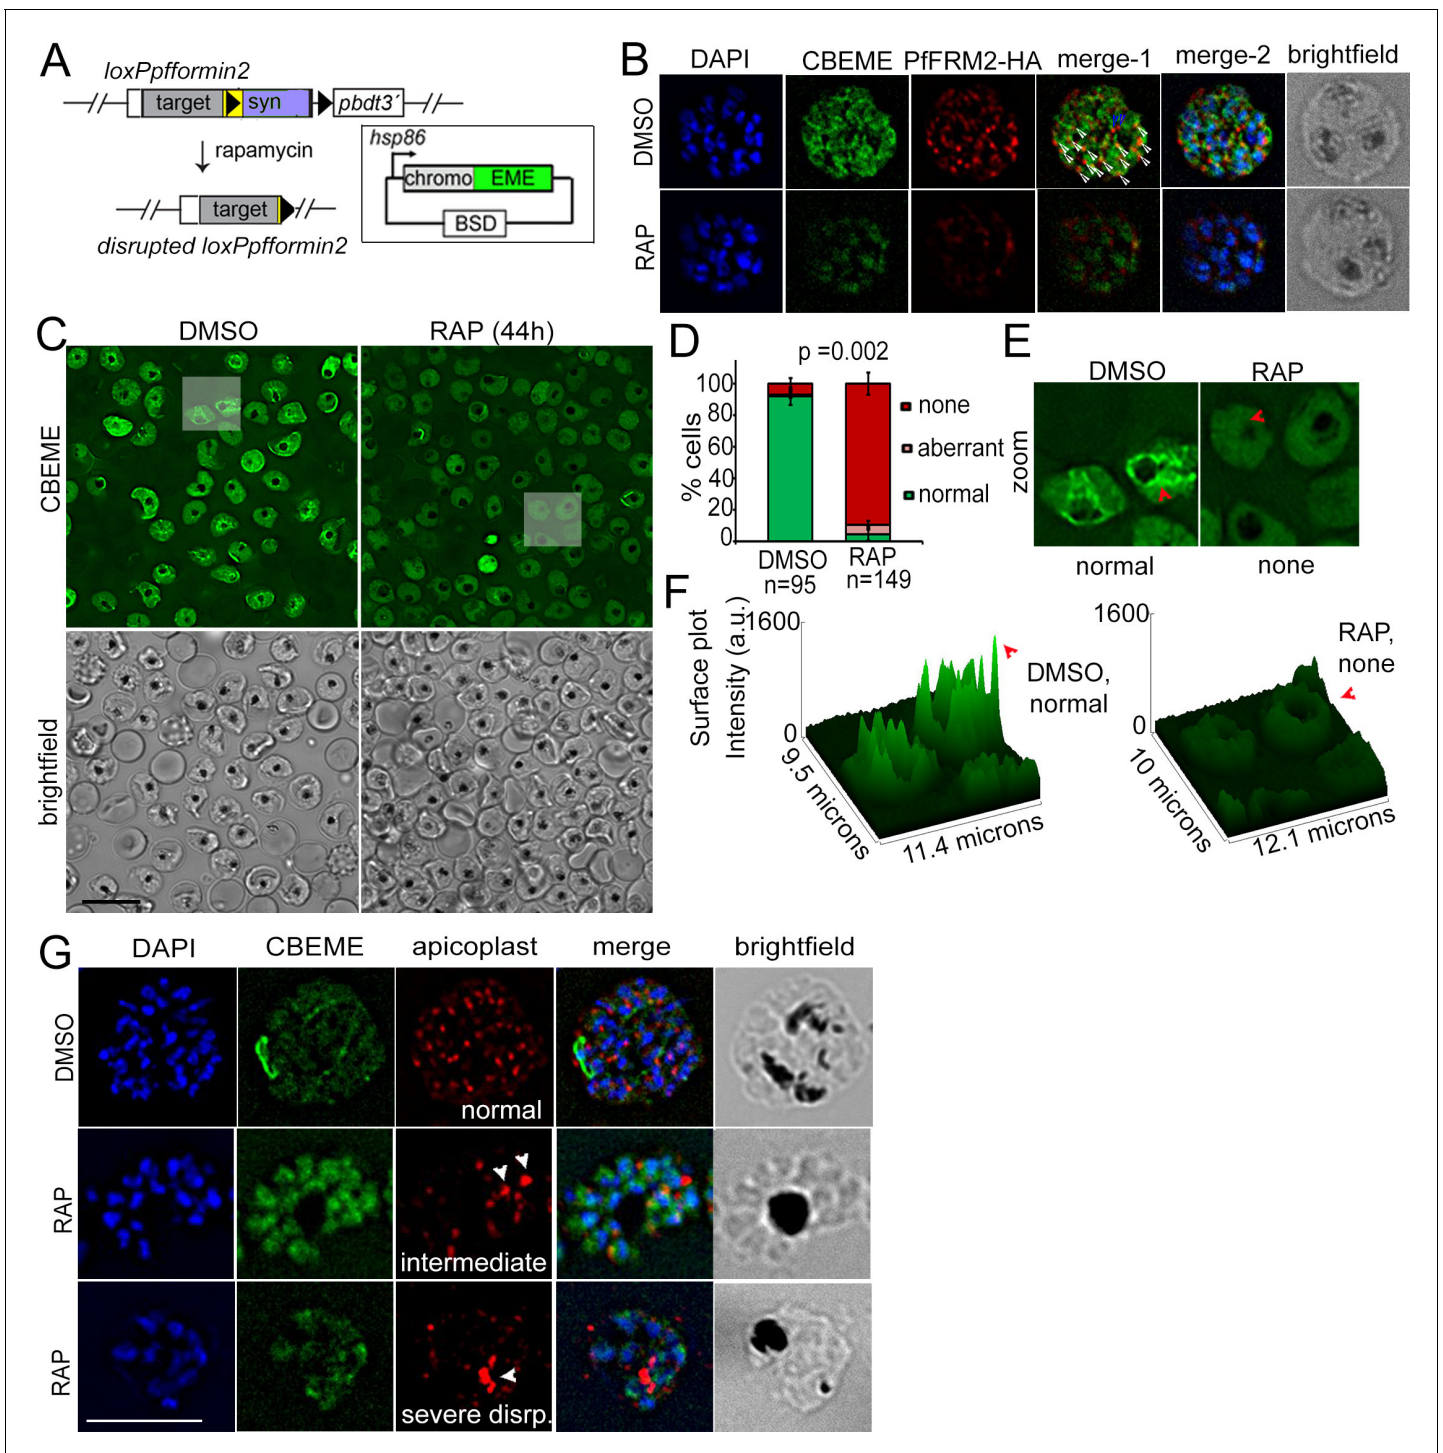 A
loxPpfformin2
target
syn
pbdt3′
rapamycin
target
disrupted loxPpfformin2
hsp86
chromo
EME
BSD
B
DAPI
CBEME
PfFRM2-HA
merge-1
merge-2
brightfield
DMSO
RAP
C
DMSO
RAP (44h)
CBEME
brightfield
D
p =0.002
% cells
100
80
60
40
20
0
none
aberrant
normal
DMSO
n=95
RAP
n=149
E
DMSO
RAP
zoom
normal
none
F
Surface plot
Intensity (a.u.)
1600
0
9.5 microns
11.4 microns
DMSO,
normal
1600
0
10 microns
12.1 microns
RAP,
none
G
DAPI
CBEME
apicoplast
merge
brightfield
DMSO
normal
RAP
intermediate
RAP
severe disrp.